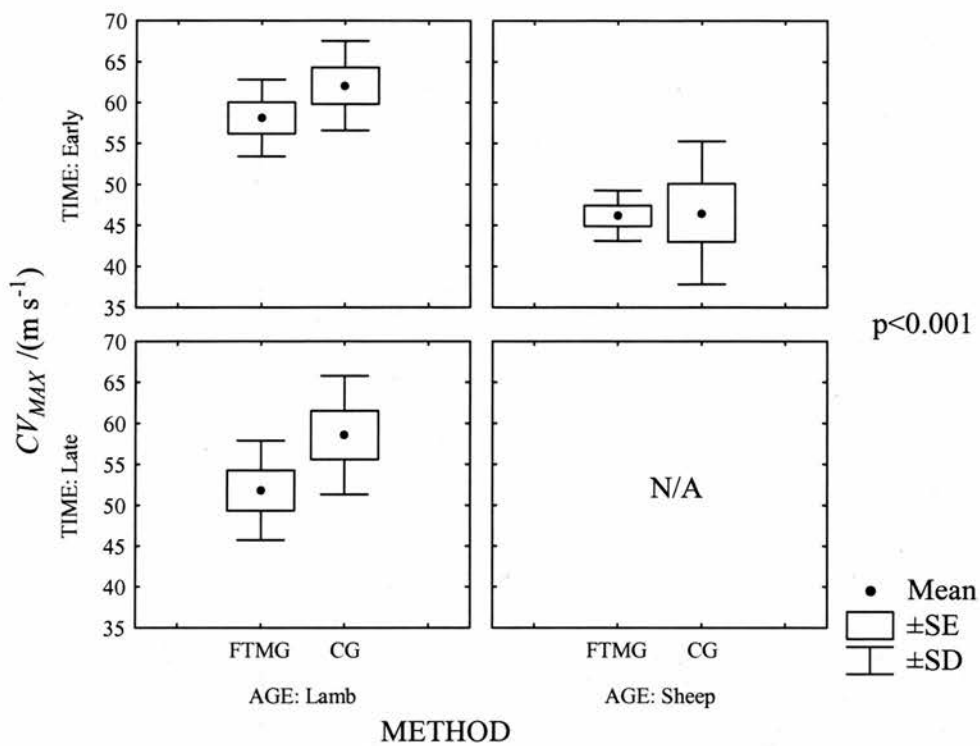 70
65
60
55
50
45
40
35
TIME: Early
70
65
60
55
50
45
40
35
TIME: Late
CV_MAX /(m s⁻¹)
N/A
p<0.001
Mean
±SE
±SD
FTMG CG
FTMG CG
AGE: Lamb
AGE: Sheep
METHOD